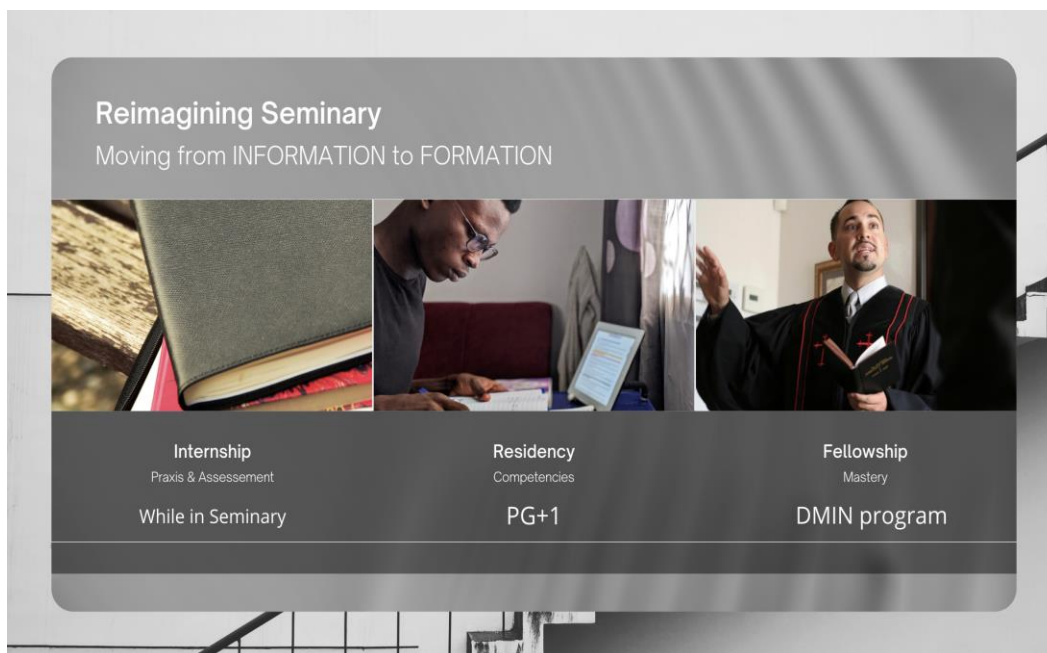 Reimagining Seminary
Moving from INFORMATION to FORMATION
Internship
Praxis & Assessement
While in Seminary
Residency
Competencies
PG+1
Fellowship
Mastery
DMIN program